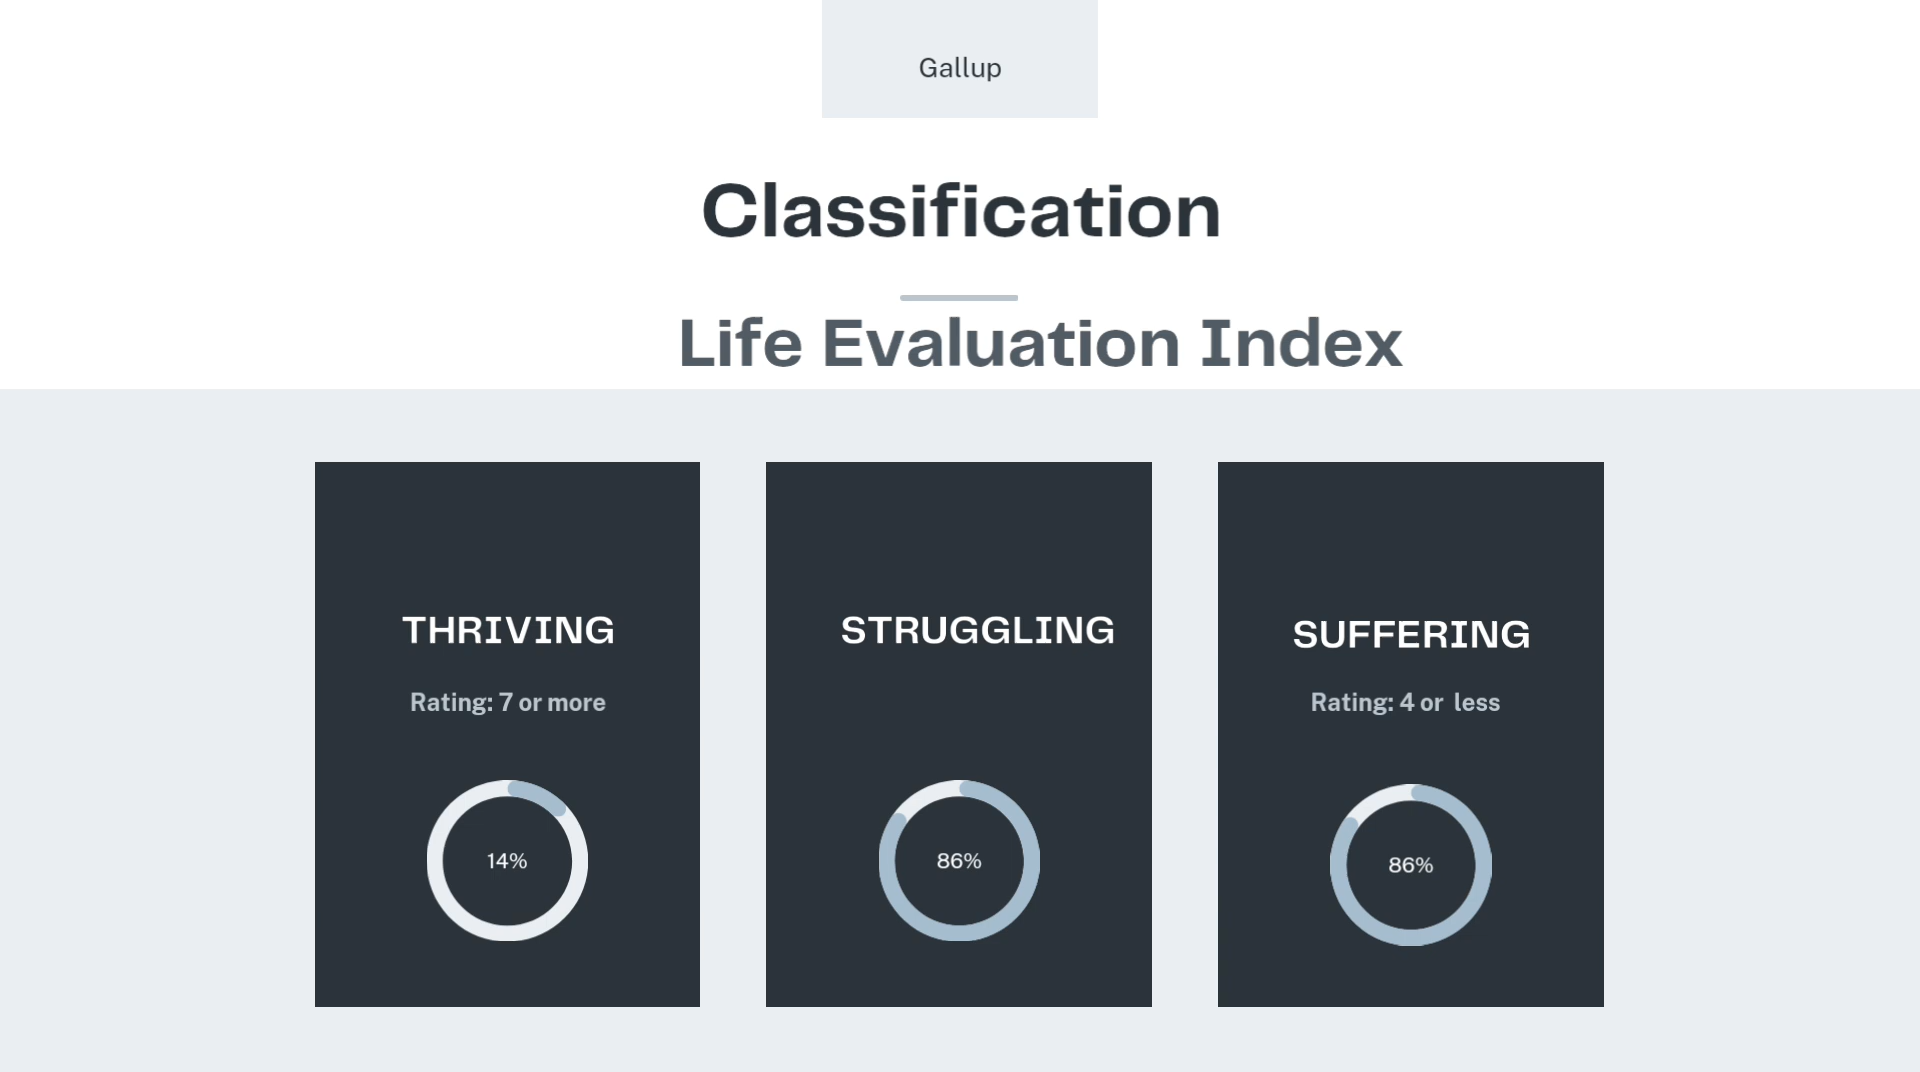 Gallup
Classification
Life Evaluation Index
THRIVING
Rating: 7 or more
14%
STRUGGLING
86%
SUFFERING
Rating: 4 or less
86%